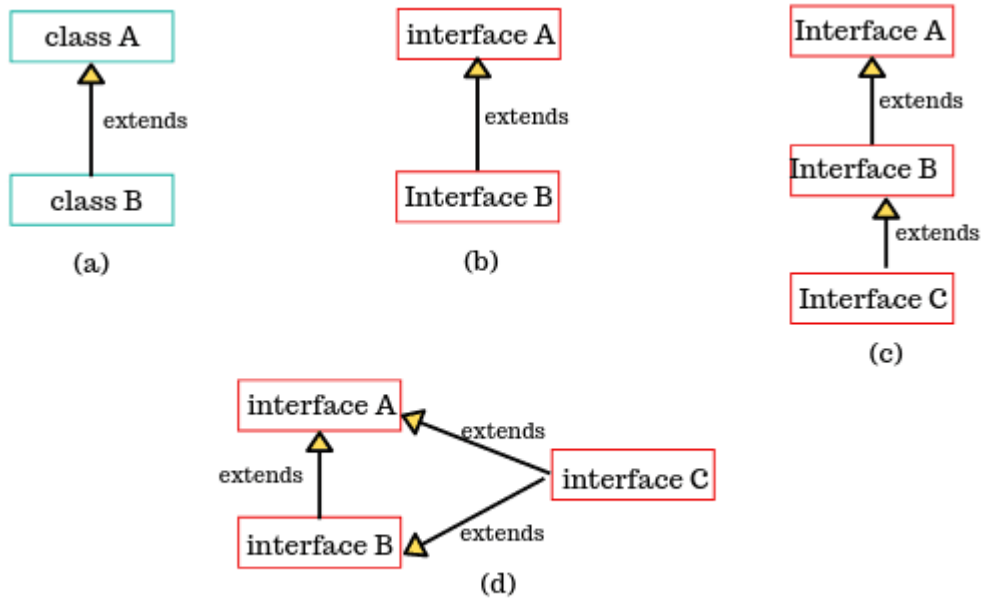 class A
extends
class B
(a)
interface A
extends
Interface B
(b)
Interface A
extends
Interface B
extends
Interface C
(c)
interface A
extends
extends
interface C
interface B
extends
(d)